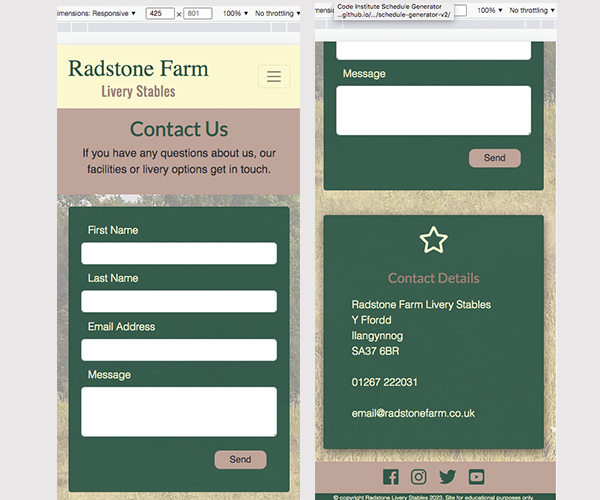 imensions: Responsive ▼ 425 × 801 100% ▼ No throttling ▼
Radstone Farm
Livery Stables
Contact Us
If you have any questions about us, our
facilities or livery options get in touch.
First Name
Last Name
Email Address
Message
Send
Code Institute Schedule Generator
...github.io/.../schedule-generator-v2/
100% ▼ No throttling ▼
Message
Send
Contact Details
Radstone Farm Livery Stables
Y Ffordd
llangynnog
SA37 6BR
01267 222031
email@radstonefarm.co.uk
© copyright Radstone Livery Stables 2023. Site for educational purposes only.